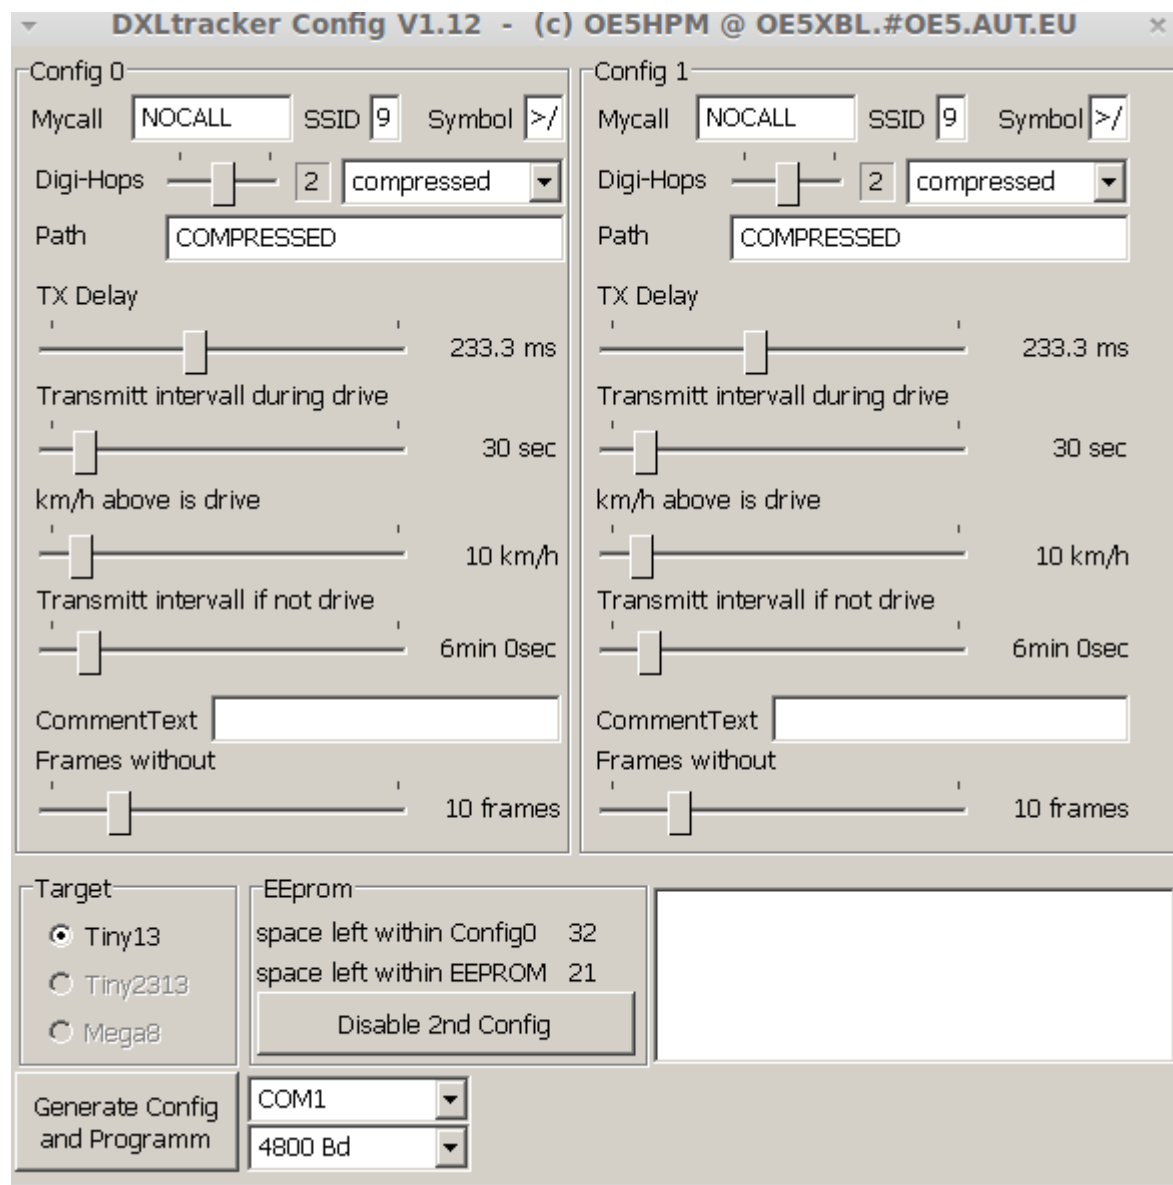 DXLtracker Config V1.12 - (c) OE5HPM @ OE5XBL.#OE5.AUT.EU
Config 0
Mycall NOCALL SSID 9 Symbol >/
Digi-Hops 2 compressed
Path COMPRESSED
TX Delay
233.3 ms
Transmitt intervall during drive
30 sec
km/h above is drive
10 km/h
Transmitt intervall if not drive
6min 0sec
CommentText
Frames without
10 frames
Config 1
Mycall NOCALL SSID 9 Symbol >/
Digi-Hops 2 compressed
Path COMPRESSED
TX Delay
233.3 ms
Transmitt intervall during drive
30 sec
km/h above is drive
10 km/h
Transmitt intervall if not drive
6min 0sec
CommentText
Frames without
10 frames
Target
Tiny13
Tiny2313
Mega8
EEprom
space left within Config0 32
space left within EEPROM 21
Disable 2nd Config
Generate Config
and Programm
COM1
4800 Bd